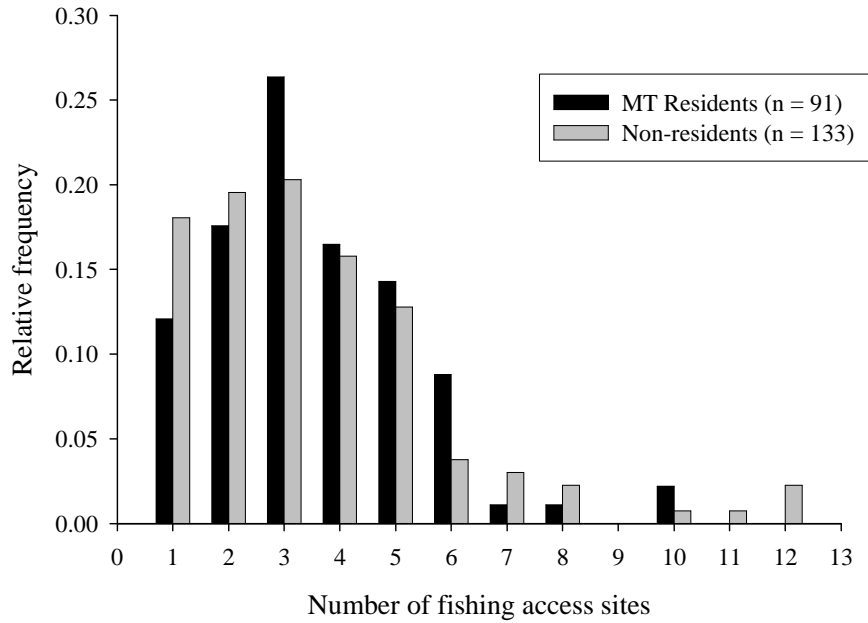 0.30
0.25
0.20
0.15
0.10
0.05
0.00
Relative frequency
MT Residents (n = 91)
Non-residents (n = 133)
0 1 2 3 4 5 6 7 8 9 10 11 12 13
Number of fishing access sites